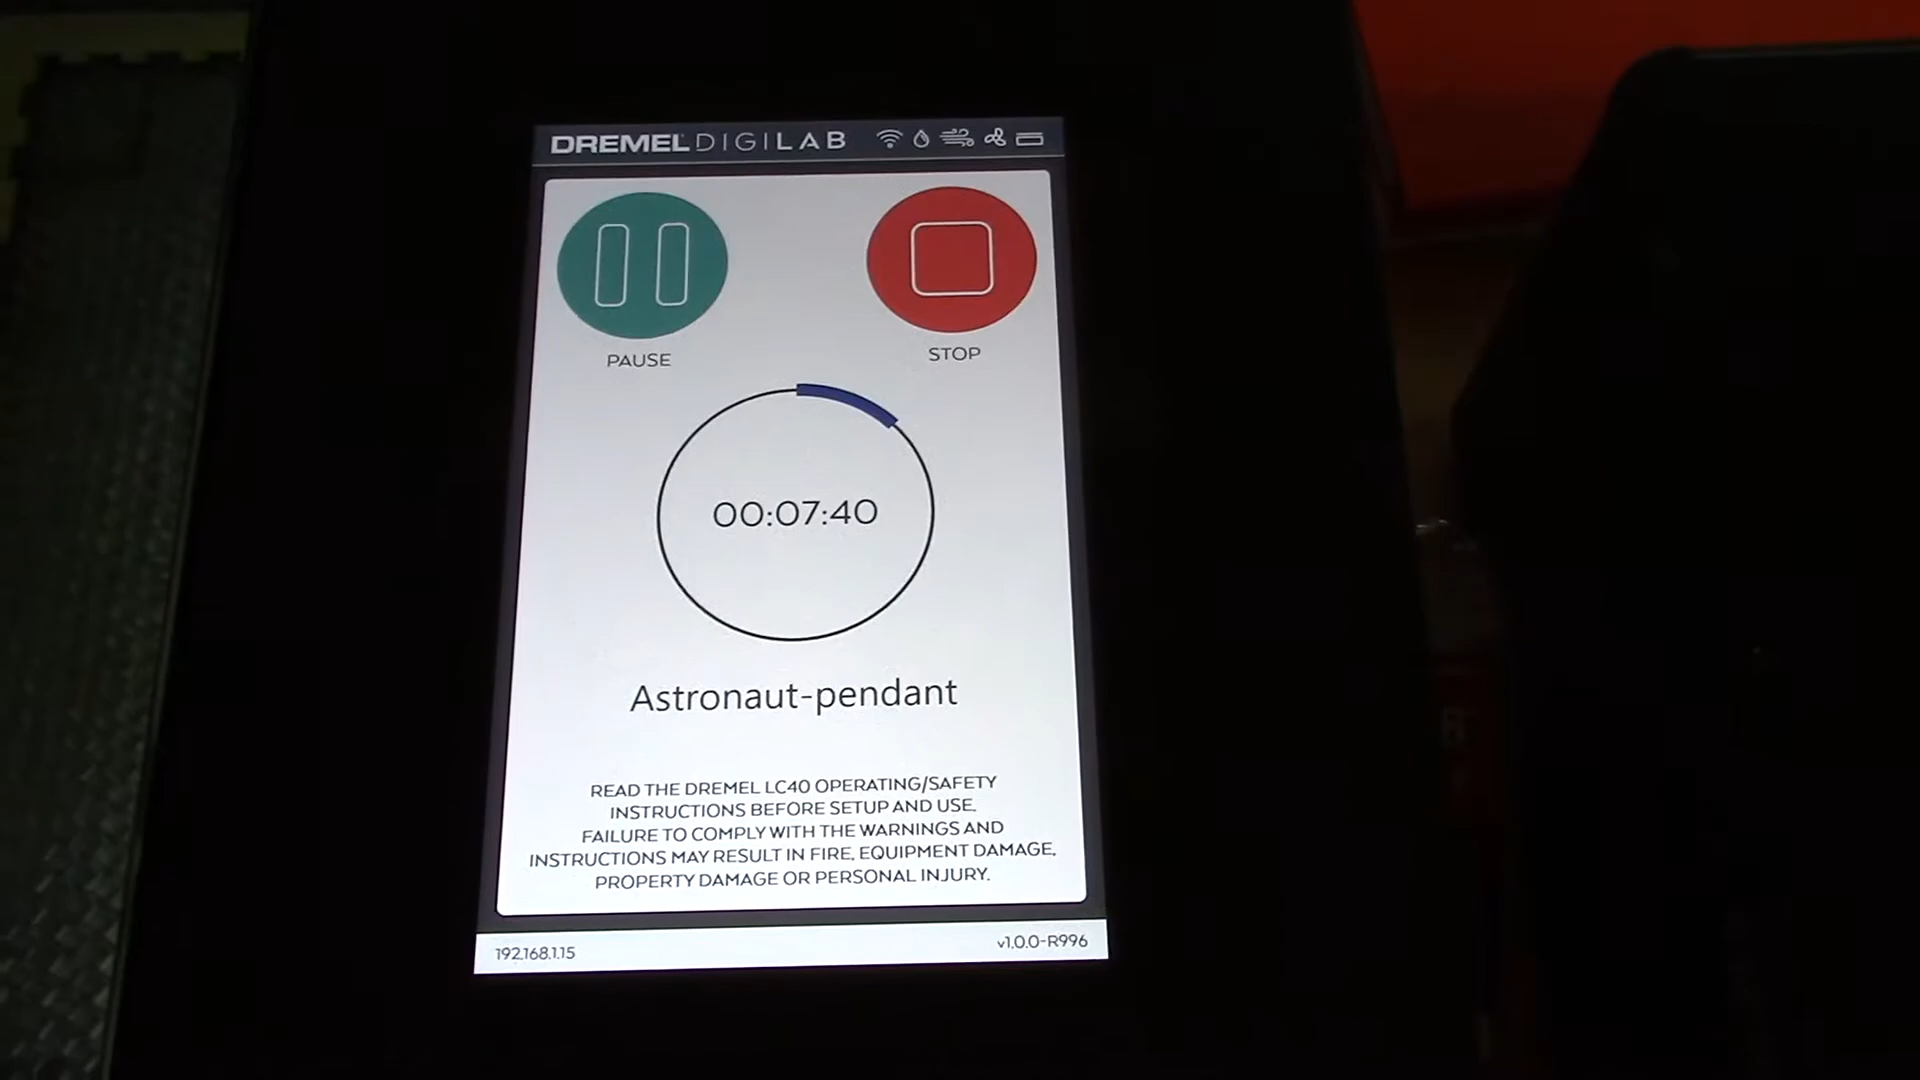 DREMEL DIGILAB
PAUSE
STOP
00:07:40
Astronaut-pendant
READ THE DREMEL LC40 OPERATING/SAFETY
INSTRUCTIONS BEFORE SETUP AND USE.
FAILURE TO COMPLY WITH THE WARNINGS AND
INSTRUCTIONS MAY RESULT IN FIRE, EQUIPMENT DAMAGE,
PROPERTY DAMAGE OR PERSONAL INJURY.
192.168.1.15
v1.0.0-R996